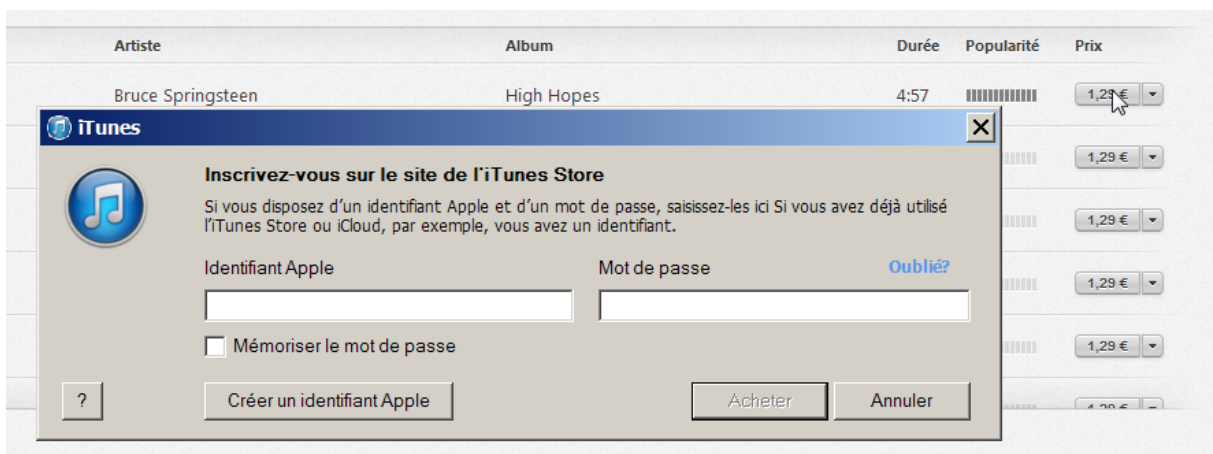 Artiste Album Durée Popularité Prix
Bruce Springsteen High Hopes 4:57 1,29 €
iTunes
1,29 €
Inscrivez-vous sur le site de l'iTunes Store
Si vous disposez d'un identifiant Apple et d'un mot de passe, saisissez-les ici Si vous avez déjà utilisé
l'iTunes Store ou iCloud, par exemple, vous avez un identifiant.
1,29 €
Identifiant Apple Mot de passe Oublié?
1,29 €
Mémoriser le mot de passe
1,29 €
? Créer un identifiant Apple Acheter Annuler